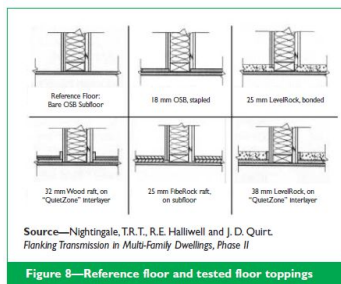 Reference Floor:
Bare OSB Subfloor
18 mm OSB, stapled
25 mm LevelRock, bonded
32 mm Wood raft, on
"QuietZone" interlayer
25 mm FibeRock raft,
on subfloor
38 mm LevelRock, on
"QuietZone" interlayer
Source—Nightingale, T.R.T., R.E. Halliwell and J. D. Quirt.
Flanking Transmission in Multi-Family Dwellings, Phase II
Figure 8—Reference floor and tested floor toppings